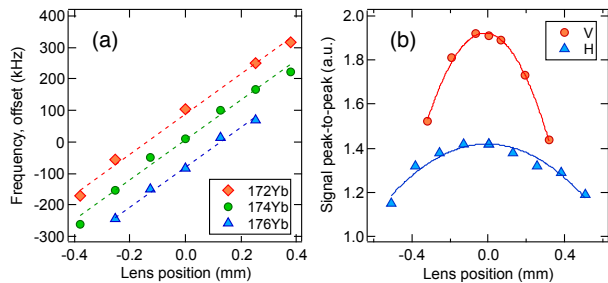 (a)
Frequency, offset (kHz)
400
300
200
100
0
-100
-200
-300
172Yb
174Yb
176Yb
-0.4
-0.2
0.0
0.2
0.4
Lens position (mm)
(b)
Signal peak-to-peak (a.u.)
2.0
1.8
1.6
1.4
1.2
1.0
V
H
-0.4
0.0
0.4
Lens position (mm)